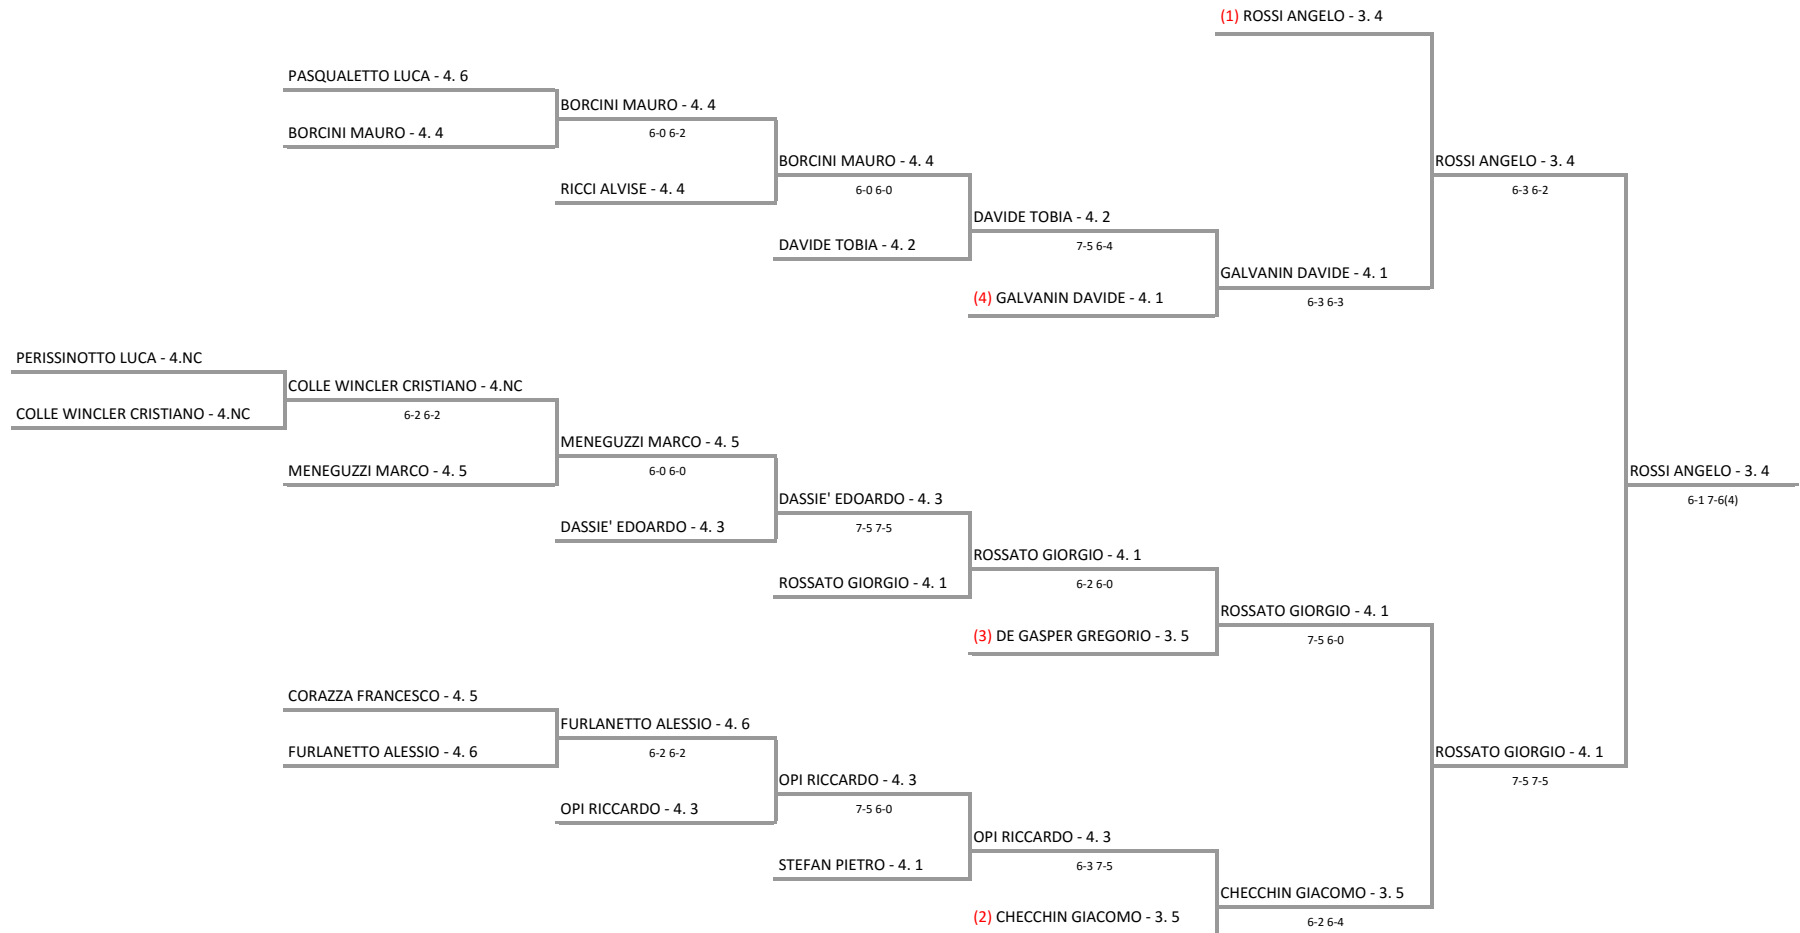 (1) ROSSI ANGELO - 3. 4
PASQUALETTO LUCA - 4. 6
BORCINI MAURO - 4. 4
BORCINI MAURO - 4. 4
6-0 6-2
BORCINI MAURO - 4. 4
ROSSI ANGELO - 3. 4
RICCI ALVISE - 4. 4
6-0 6-0
6-3 6-2
DAVIDE TOBIA - 4. 2
DAVIDE TOBIA - 4. 2
7-5 6-4
GALVANIN DAVIDE - 4. 1
(4) GALVANIN DAVIDE - 4. 1
6-3 6-3
PERISSINOTTO LUCA - 4.NC
COLLE WINCLER CRISTIANO - 4.NC
COLLE WINCLER CRISTIANO - 4.NC
6-2 6-2
MENEGUZZI MARCO - 4. 5
MENEGUZZI MARCO - 4. 5
6-0 6-0
ROSSI ANGELO - 3. 4
DASSIE' EDOARDO - 4. 3
6-1 7-6(4)
DASSIE' EDOARDO - 4. 3
7-5 7-5
ROSSATO GIORGIO - 4. 1
ROSSATO GIORGIO - 4. 1
6-2 6-0
ROSSATO GIORGIO - 4. 1
(3) DE GASPER GREGORIO - 3. 5
7-5 6-0
CORAZZA FRANCESCO - 4. 5
FURLANETTO ALESSIO - 4. 6
FURLANETTO ALESSIO - 4. 6
6-2 6-2
ROSSATO GIORGIO - 4. 1
OPI RICCARDO - 4. 3
7-5 7-5
OPI RICCARDO - 4. 3
7-5 6-0
OPI RICCARDO - 4. 3
STEFAN PIETRO - 4. 1
6-3 7-5
CHECCHIN GIACOMO - 3. 5
(2) CHECCHIN GIACOMO - 3. 5
6-2 6-4